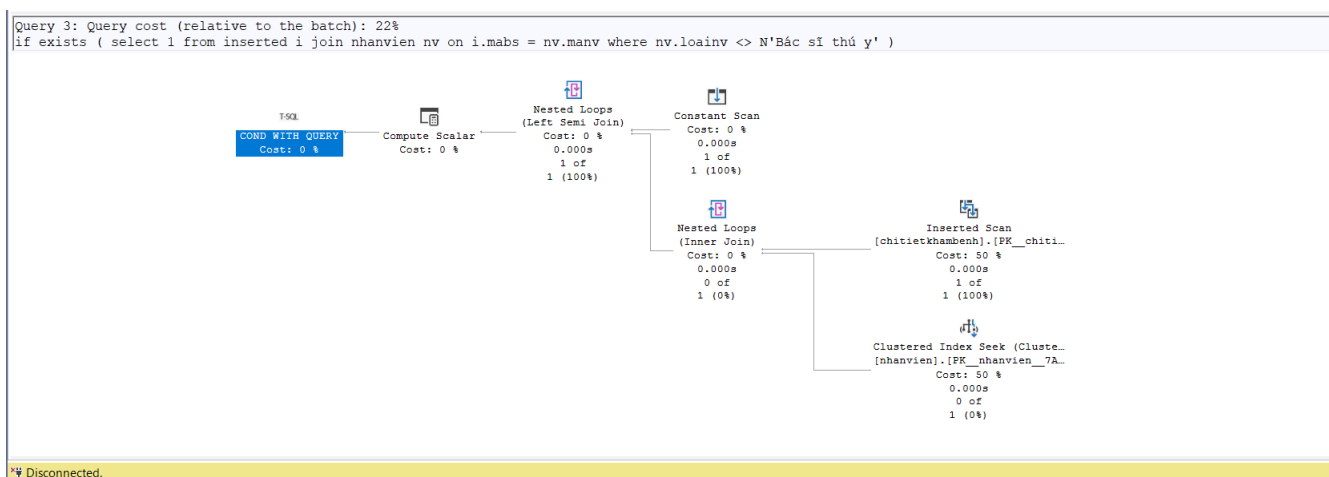 Query 3: Query cost (relative to the batch): 22%
if exists ( select 1 from inserted i join nhanvien nv on i.mabs = nv.manv where nv.loainv <> N'Bác sĩ thú y' )
T-SQL
COND WITH QUERY
Cost: 0 %
Compute Scalar
Cost: 0 %
Nested Loops
(Left Semi Join)
Cost: 0 %
0.000s
1 of
1 (100%)
Constant Scan
Cost: 0 %
0.000s
1 of
1 (100%)
Nested Loops
(Inner Join)
Cost: 0 %
0.000s
0 of
1 (0%)
Inserted Scan
[chitietkhambenh].[PK__chiti…
Cost: 50 %
0.000s
1 of
1 (100%)
Clustered Index Seek (Cluste…
[nhanvien].[PK__nhanvien__7A…
Cost: 50 %
0.000s
0 of
1 (0%)
Disconnected.